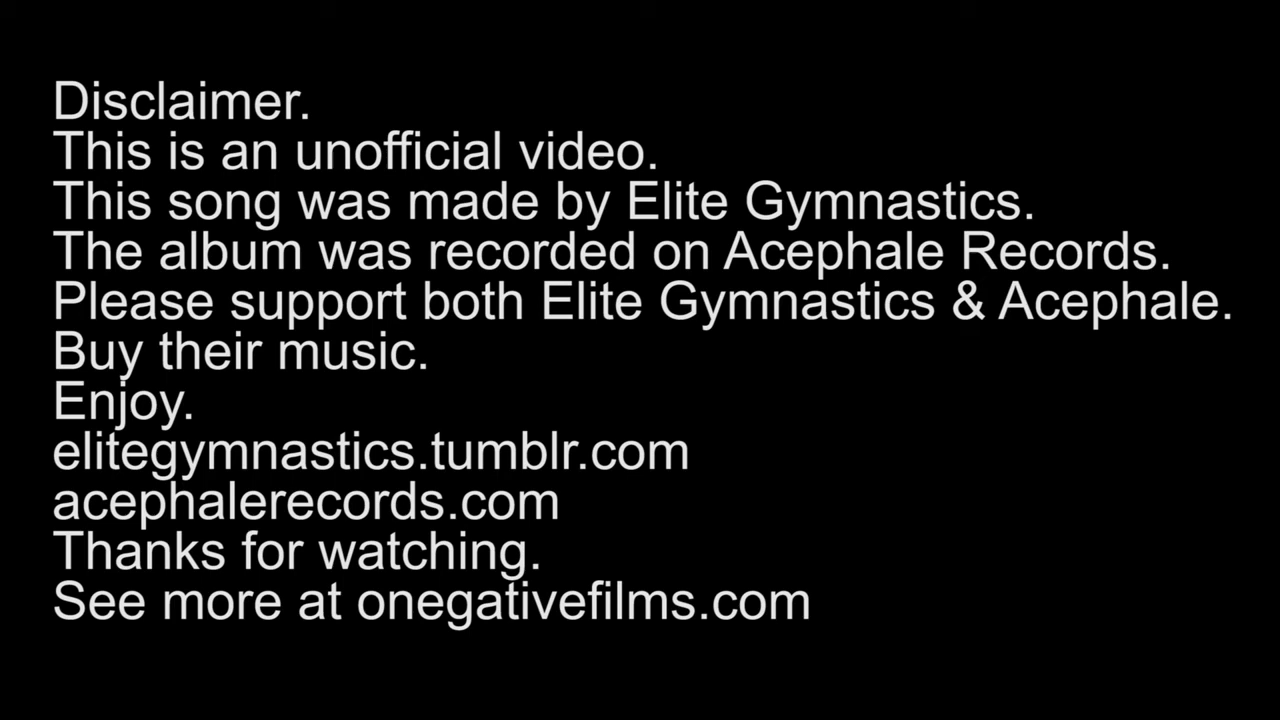 Disclaimer.
This is an unofficial video.
This song was made by Elite Gymnastics.
The album was recorded on Acephale Records.
Please support both Elite Gymnastics & Acephale.
Buy their music.
Enjoy.
elitegymnastics.tumblr.com
acephalerecords.com
Thanks for watching.
See more at onegativefilms.com